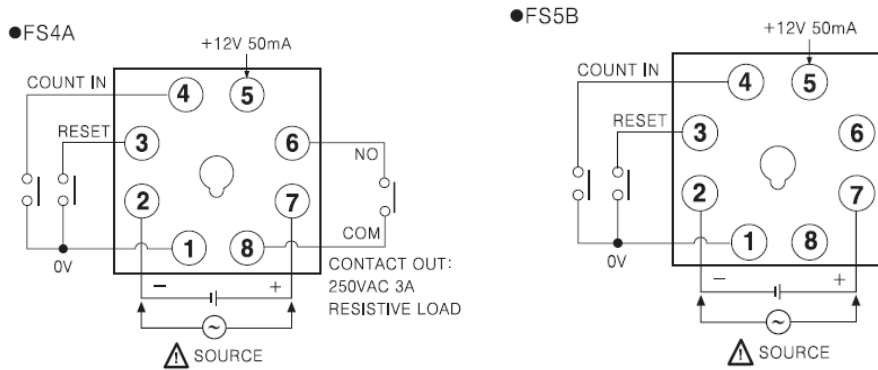 ●FS4A
+12V 50mA
COUNT IN
4
5
RESET
3
6
NO
2
7
COM
1
8
0V
CONTACT OUT:
250VAC 3A
RESISTIVE LOAD
− +
~
SOURCE
●FS5B
+12V 50mA
COUNT IN
4
5
RESET
3
6
2
7
1
8
0V
− +
~
SOURCE